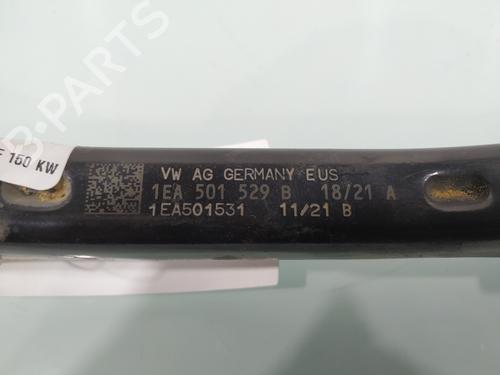 B-PARTS
150 KW
VW AG GERMANY EUS
1EA 501 529 B 18/21 A
1EA501531 11/21 B